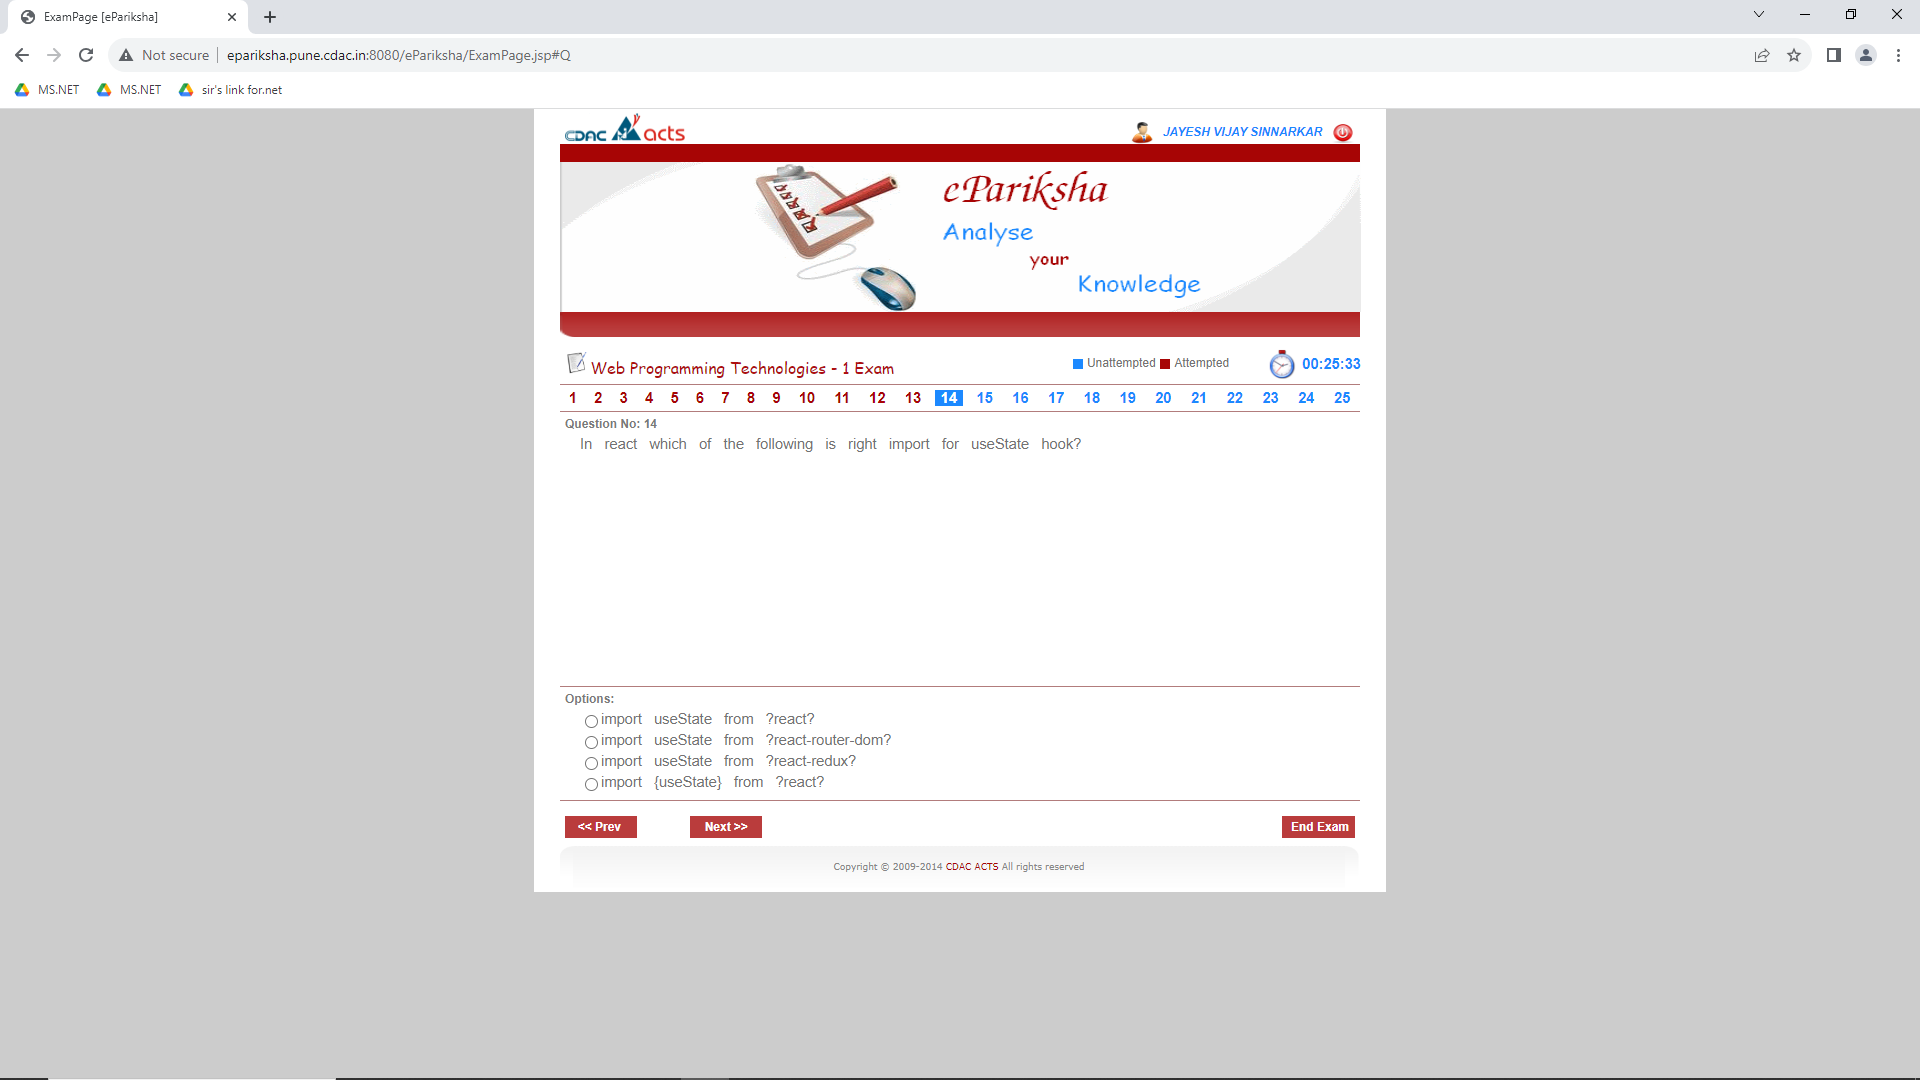 ExamPage [ePariksha]
Not secure epariksha.pune.cdac.in:8080/ePariksha/ExamPage.jsp#Q
MS.NET MS.NET sir's link for.net
CDAC acts JAYESH VIJAY SINNARKAR
ePariksha
Analyse
your
Knowledge
Web Programming Technologies - 1 Exam Unattempted Attempted 00:25:33
1 2 3 4 5 6 7 8 9 10 11 12 13 14 15 16 17 18 19 20 21 22 23 24 25
Question No: 14
In react which of the following is right import for useState hook?
Options:
import useState from ?react?
import useState from ?react-router-dom?
import useState from ?react-redux?
import {useState} from ?react?
<< Prev Next >> End Exam
Copyright © 2009-2014 CDAC ACTS All rights reserved